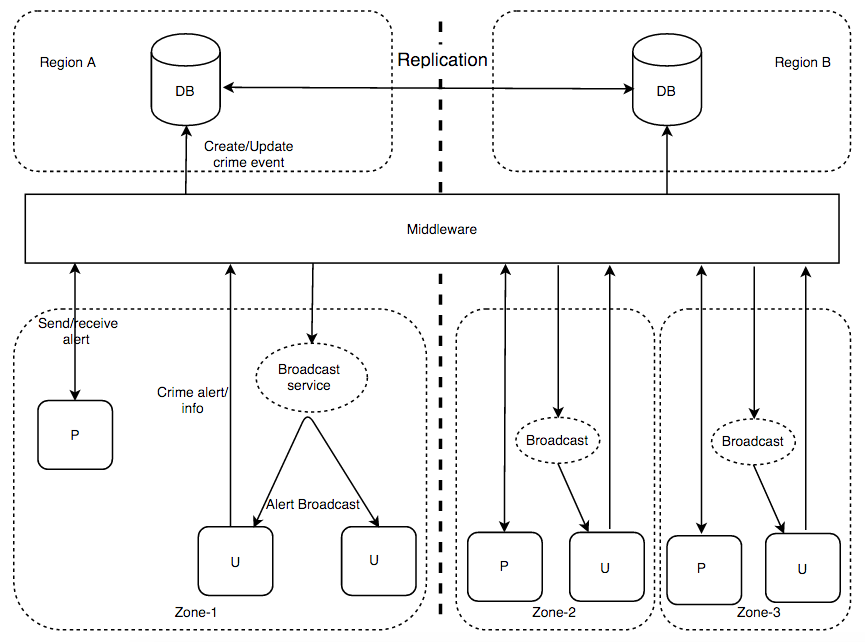 Region A
Replication
Region B
DB
DB
Create/Update
crime event
Middleware
Send/receive
alert
Crime alert/
info
Broadcast
service
P
Broadcast
Broadcast
Alert Broadcast
U
U
P
U
P
U
Zone-1
Zone-2
Zone-3